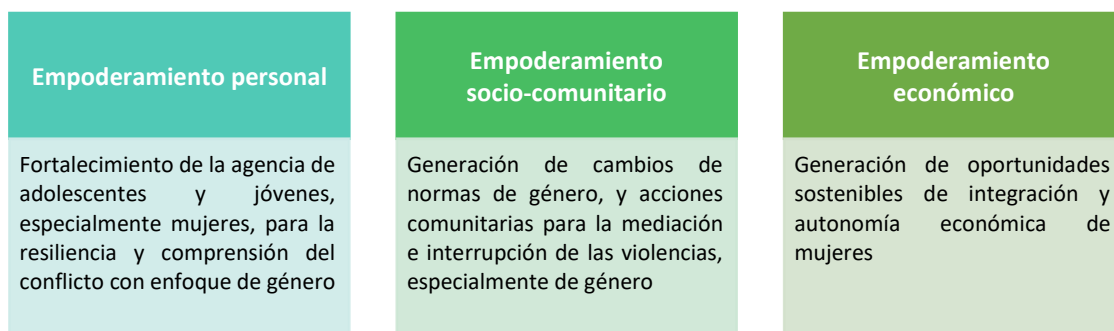 Empoderamiento personal
Fortalecimiento de la agencia de
adolescentes y jóvenes,
especialmente mujeres, para la
resiliencia y comprensión del
conflicto con enfoque de género
Empoderamiento
socio-comunitario
Generación de cambios de
normas de género, y acciones
comunitarias para la mediación
e interrupción de las violencias,
especialmente de género
Empoderamiento
económico
Generación de oportunidades
sostenibles de integración y
autonomía económica de
mujeres